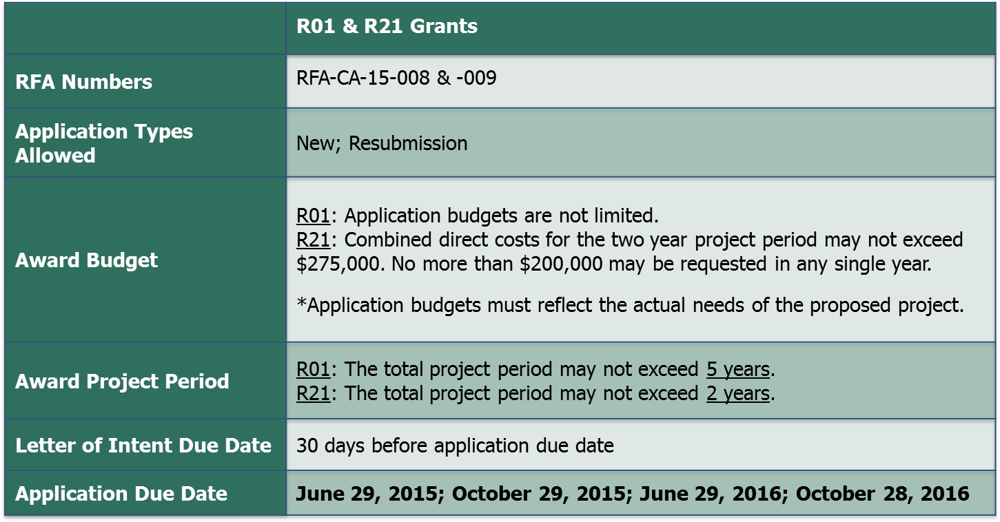 R01 & R21 Grants
RFA Numbers
RFA-CA-15-008 & -009
Application Types
Allowed
New; Resubmission
Award Budget
R01: Application budgets are not limited.
R21: Combined direct costs for the two year project period may not exceed
$275,000. No more than $200,000 may be requested in any single year.
*Application budgets must reflect the actual needs of the proposed project.
Award Project Period
R01: The total project period may not exceed 5 years.
R21: The total project period may not exceed 2 years.
Letter of Intent Due Date
30 days before application due date
Application Due Date
June 29, 2015; October 29, 2015; June 29, 2016; October 28, 2016